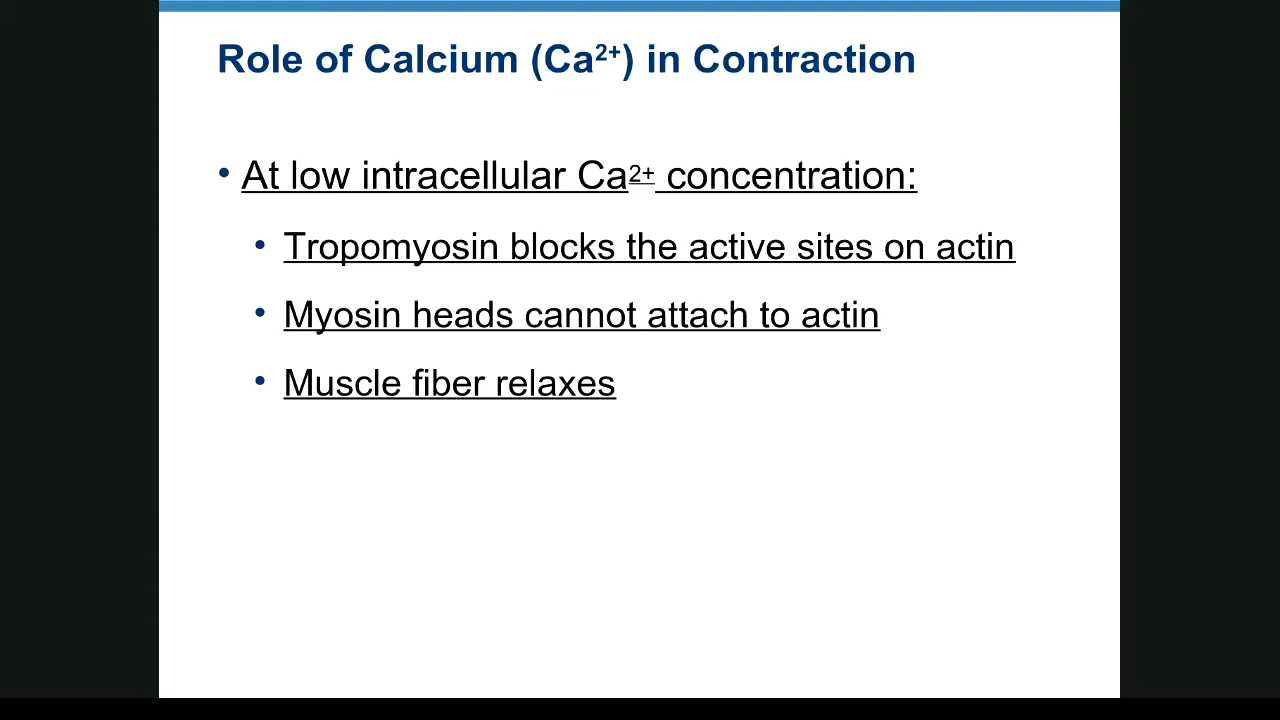 Role of Calcium (Ca²⁺) in Contraction
• At low intracellular Ca²⁺ concentration:
• Tropomyosin blocks the active sites on actin
• Myosin heads cannot attach to actin
• Muscle fiber relaxes